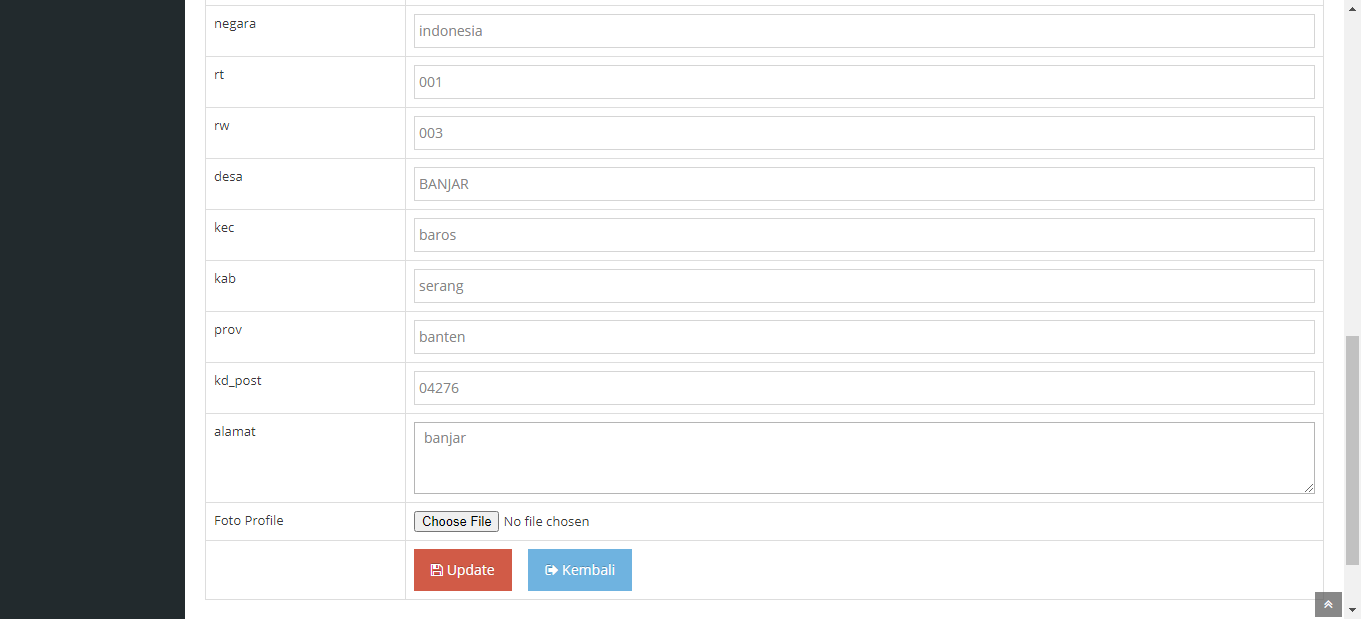 negara indonesia
rt 001
rw 003
desa BANJAR
kec baros
kab serang
prov banten
kd_post 04276
alamat banjar
Foto Profile Choose File No file chosen
Update Kembali